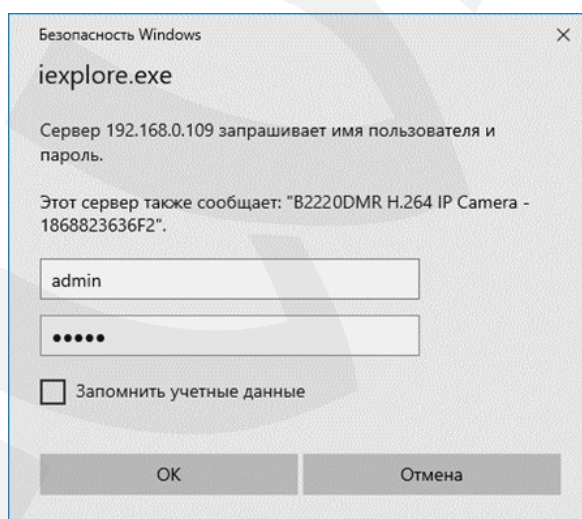 Безопасность Windows
iexplore.exe
Сервер 192.168.0.109 запрашивает имя пользователя и
пароль.
Этот сервер также сообщает: "B2220DMR H.264 IP Camera -
1868823636F2".
admin
●●●●●
Запомнить учетные данные
ОК
Отмена